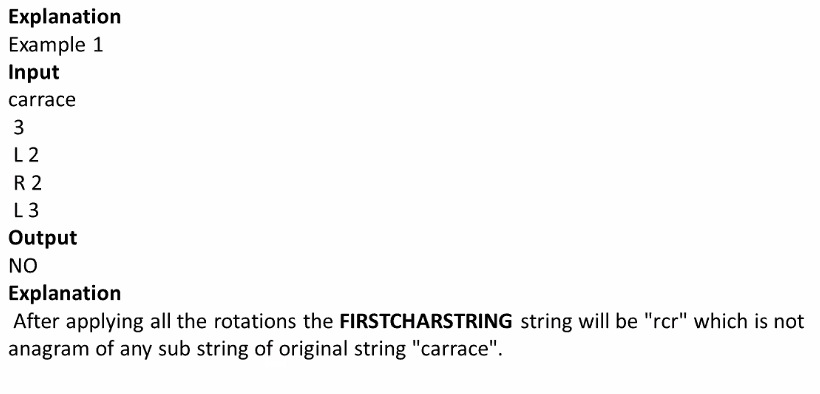 Explanation
Example 1
Input
carrace
3
L 2
R 2
L 3
Output
NO
Explanation
After applying all the rotations the FIRSTCHARSTRING string will be "rcr" which is not
anagram of any sub string of original string "carrace".